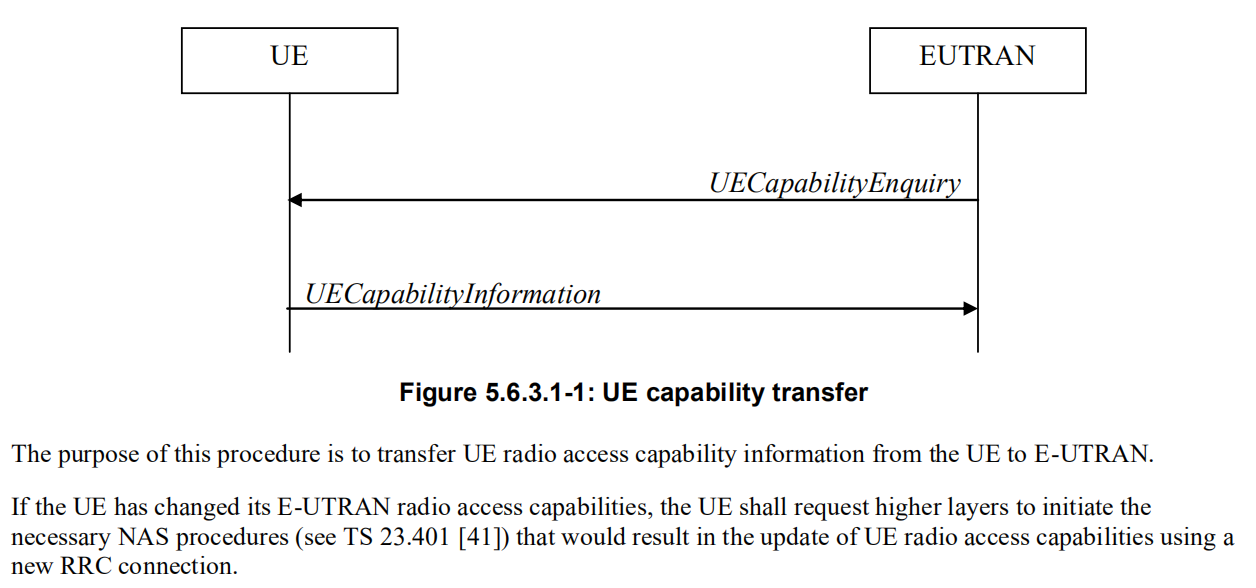 UE
EUTRAN
UECapabilityEnquiry
UECapabilityInformation
Figure 5.6.3.1-1: UE capability transfer
The purpose of this procedure is to transfer UE radio access capability information from the UE to E-UTRAN.
If the UE has changed its E-UTRAN radio access capabilities, the UE shall request higher layers to initiate the
necessary NAS procedures (see TS 23.401 [41]) that would result in the update of UE radio access capabilities using a
new RRC connection.